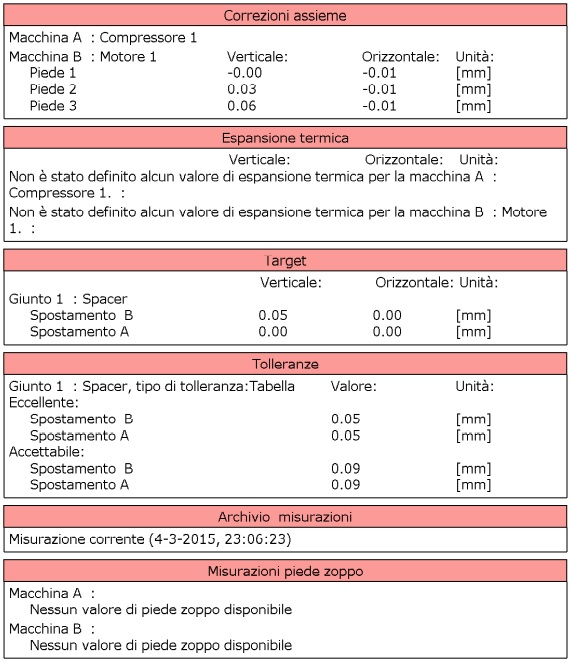 Correzioni assieme
Macchina A : Compressore 1
Macchina B : Motore 1 Verticale: Orizzontale: Unità:
Piede 1 -0.00 -0.01 [mm]
Piede 2 0.03 -0.01 [mm]
Piede 3 0.06 -0.01 [mm]
Espansione termica
Verticale: Orizzontale: Unità:
Non è stato definito alcun valore di espansione termica per la macchina A :
Compressore 1. :
Non è stato definito alcun valore di espansione termica per la macchina B : Motore
1. :
Target
Verticale: Orizzontale: Unità:
Giunto 1 : Spacer
Spostamento B 0.05 0.00 [mm]
Spostamento A 0.00 0.00 [mm]
Tolleranze
Giunto 1 : Spacer, tipo di tolleranza:Tabella Valore: Unità:
Eccellente:
Spostamento B 0.05 [mm]
Spostamento A 0.05 [mm]
Accettabile:
Spostamento B 0.09 [mm]
Spostamento A 0.09 [mm]
Archivio misurazioni
Misurazione corrente (4-3-2015, 23:06:23)
Misurazioni piede zoppo
Macchina A :
Nessun valore di piede zoppo disponibile
Macchina B :
Nessun valore di piede zoppo disponibile